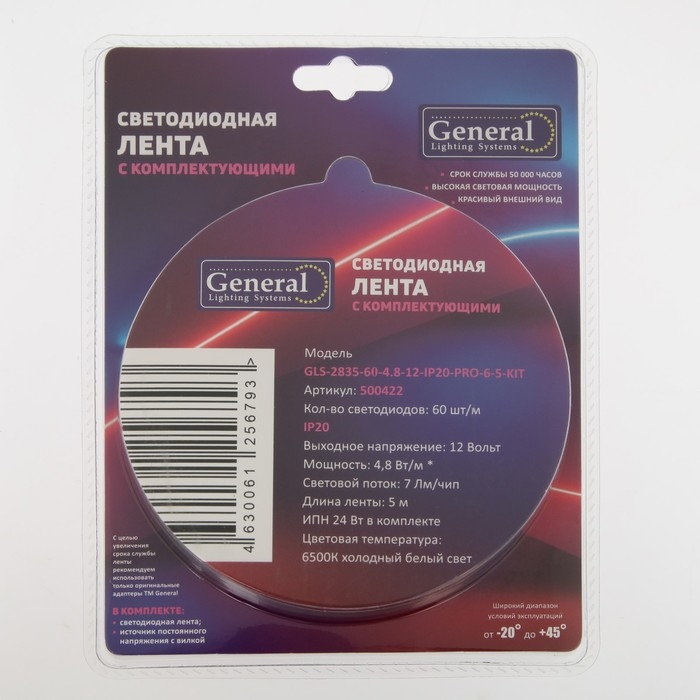 СВЕТОДИОДНАЯ
ЛЕНТА
С КОМПЛЕКТУЮЩИМИ
General
Lighting Systems
• СРОК СЛУЖБЫ 50 000 ЧАСОВ
• ВЫСОКАЯ СВЕТОВАЯ МОЩНОСТЬ
• КРАСИВЫЙ ВНЕШНИЙ ВИД
General
Lighting Systems
СВЕТОДИОДНАЯ
ЛЕНТА
С КОМПЛЕКТУЮЩИМИ
Модель
GLS-2835-60-4.8-12-IP20-PRO-6-5-KIT
Артикул: 500422
Кол-во светодиодов: 60 шт/м
IP20
Выходное напряжение: 12 Вольт
Мощность: 4,8 Вт/м *
Световой поток: 7 Лм/чип
Длина ленты: 5 м
ИПН 24 Вт в комплекте
Цветовая температура:
6500К холодный белый свет
4 630061 256793 >
С целью
увеличения
срока службы
ленты
рекомендуем
использовать
только оригинальные
адаптеры ТМ General
В КОМПЛЕКТЕ:
• светодиодная лента;
• источник постоянного
напряжения с вилкой
Широкий диапазон
условий эксплуатаций
от -20° до +45°